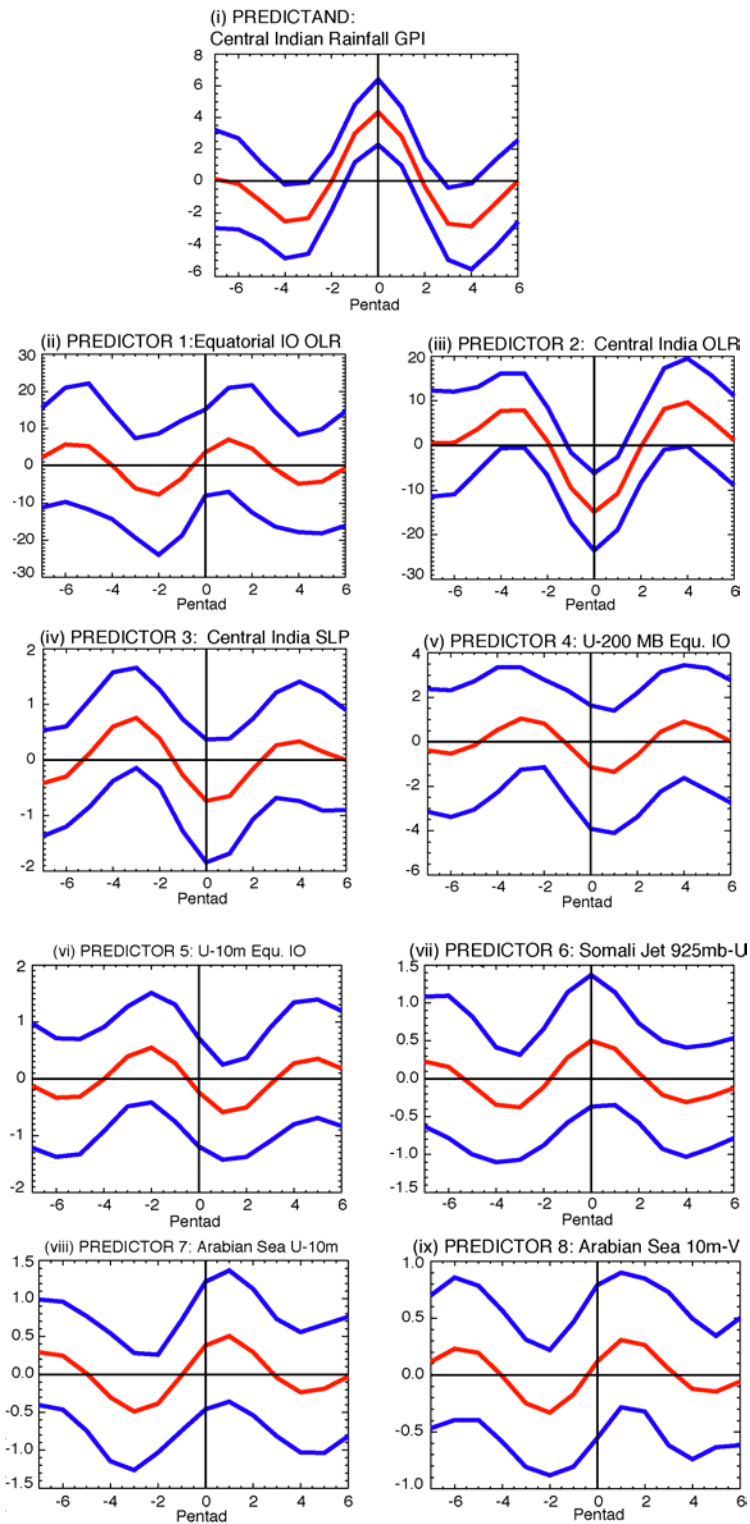 (i) PREDICTAND:
Central Indian Rainfall GPI
8
6
4
2
0
-2
-4
-6
-6 -4 -2 0 2 4 6
Pentad
(ii) PREDICTOR 1:Equatorial IO OLR
30
20
10
0
-10
-20
-30
-6 -4 -2 0 2 4 6
Pentad
(iii) PREDICTOR 2: Central India OLR
20
10
0
-10
-20
-30
-6 -4 -2 0 2 4 6
Pentad
(iv) PREDICTOR 3: Central India SLP
2
1
0
-1
-2
-6 -4 -2 0 2 4 6
Pentad
(v) PREDICTOR 4: U-200 MB Equ. IO
4
2
0
-2
-4
-6
-6 -4 -2 0 2 4 6
Pentad
(vi) PREDICTOR 5: U-10m Equ. IO
2
1
0
-1
-2
-6 -4 -2 0 2 4 6
Pentad
(vii) PREDICTOR 6: Somali Jet 925mb-U
1.5
1.0
0.5
0.0
-0.5
-1.0
-1.5
-6 -4 -2 0 2 4 6
Pentad
(viii) PREDICTOR 7: Arabian Sea U-10m
1.5
1.0
0.5
0.0
-0.5
-1.0
-1.5
-6 -4 -2 0 2 4 6
Pentad
(ix) PREDICTOR 8: Arabian Sea 10m-V
1.0
0.5
0.0
-0.5
-1.0
-6 -4 -2 0 2 4 6
Pentad